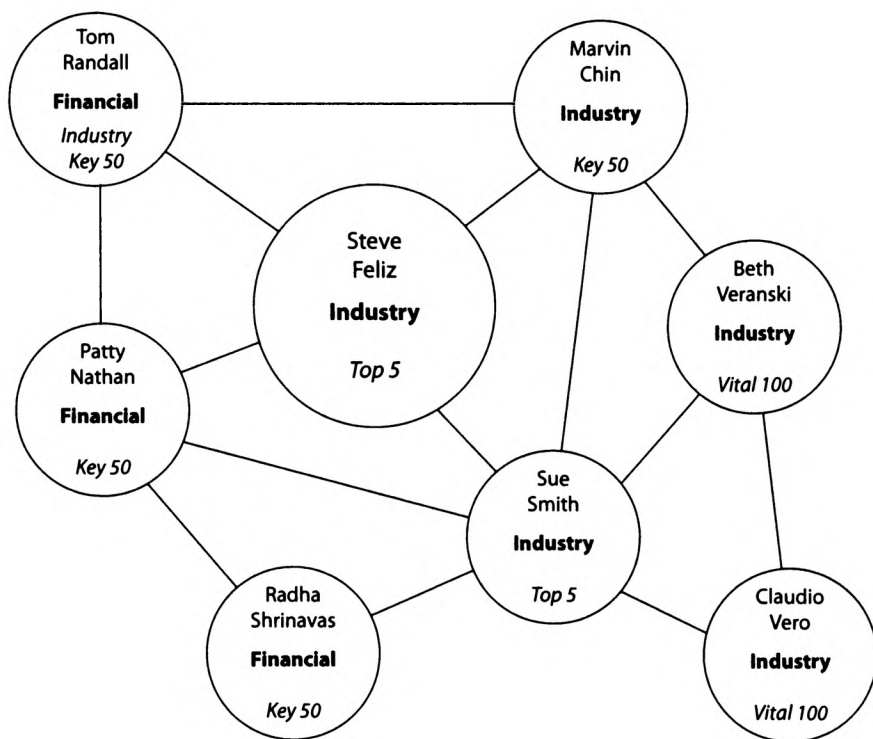 Tom
Randall
Financial
Industry
Key 50
Marvin
Chin
Industry
Key 50
Steve
Feliz
Industry
Top 5
Beth
Veranski
Industry
Vital 100
Patty
Nathan
Financial
Key 50
Sue
Smith
Industry
Top 5
Radha
Shrinavas
Financial
Key 50
Claudio
Vero
Industry
Vital 100